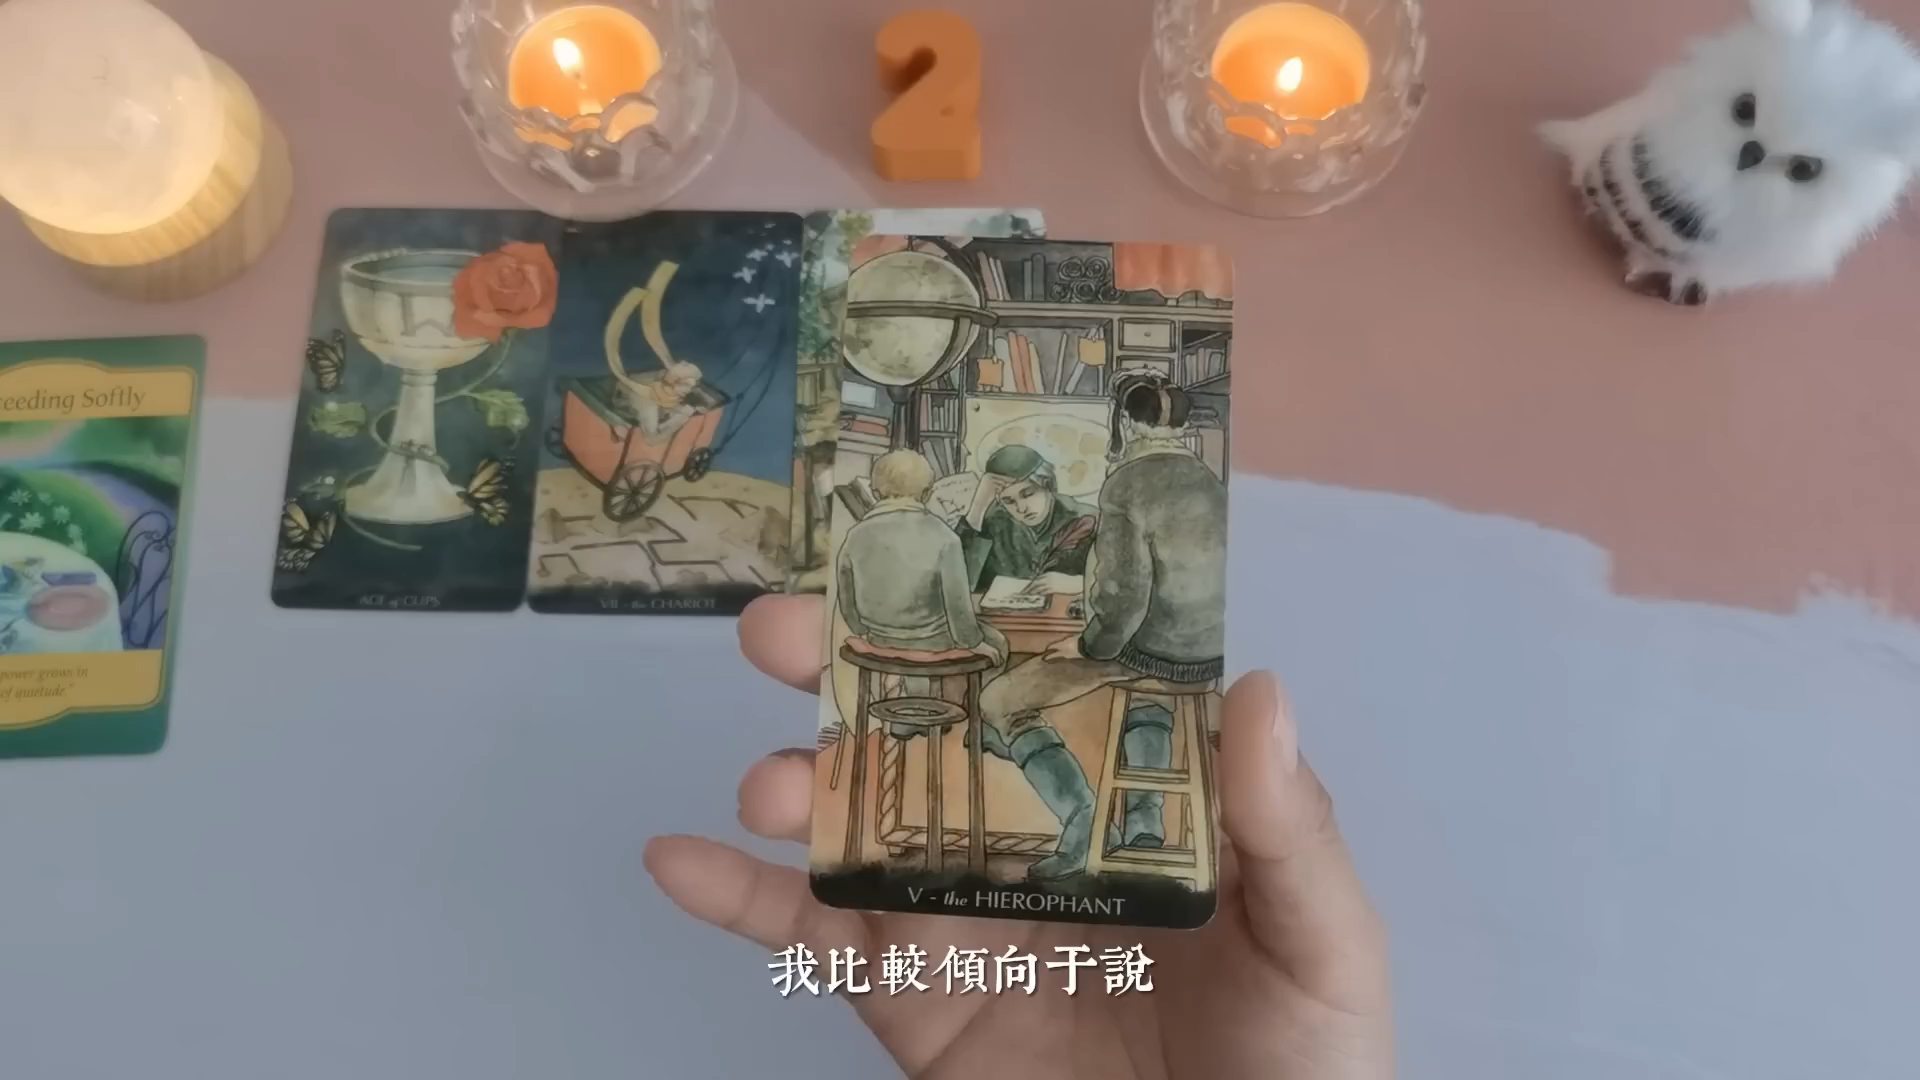 2
eeding Softly
power grows in
of quietude."
ACE of CUPS
VII - the CHARIOT
V - the HIEROPHANT
我比較傾向于說